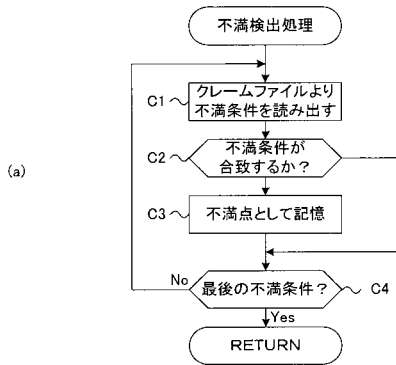 不満検出処理
C1
クレームファイルより
不満条件を読み出す
C2
不満条件が
合致するか？
(a)
C3
不満点として記憶
No
最後の不満条件？
C4
Yes
RETURN